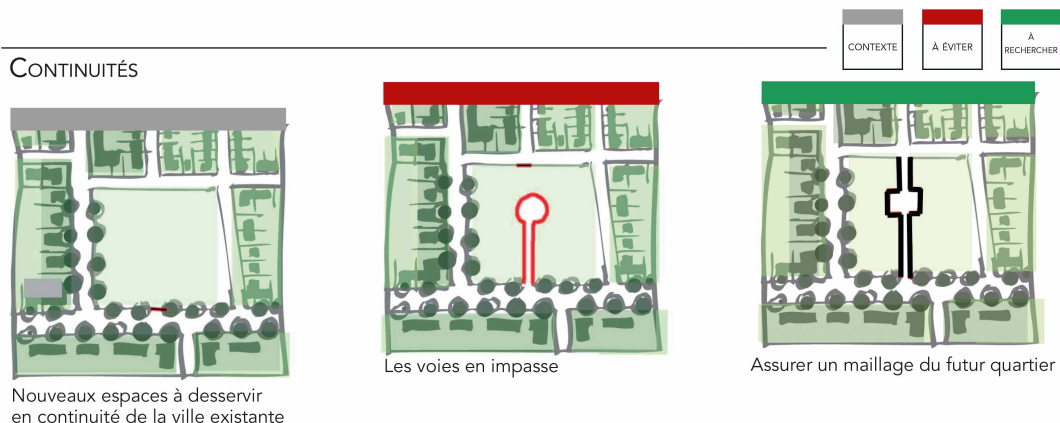 CONTEXTE
À ÉVITER
À
RECHERCHER
CONTINUITÉS
Nouveaux espaces à desservir
en continuité de la ville existante
Les voies en impasse
Assurer un maillage du futur quartier